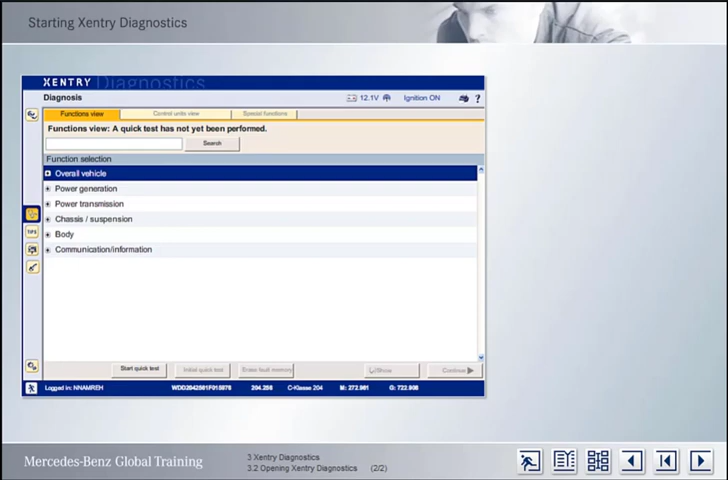 Starting Xentry Diagnostics
XENTRY Diagnostics
Diagnosis 12.1V Ignition ON ?
Functions view Control units view Special functions
Functions view: A quick test has not yet been performed.
Search
Function selection
Overall vehicle
Power generation
Power transmission
Chassis / suspension
Body
TIPS
Communication/information
Start quick test Initial quick test Erase fault memory Show Continue
Logged in: NNAMREH 204.256 C-Klasse 204 M: 272.981 G: 722.908
Mercedes-Benz Global Training
3 Xentry Diagnostics
3.2 Opening Xentry Diagnostics (2/2)